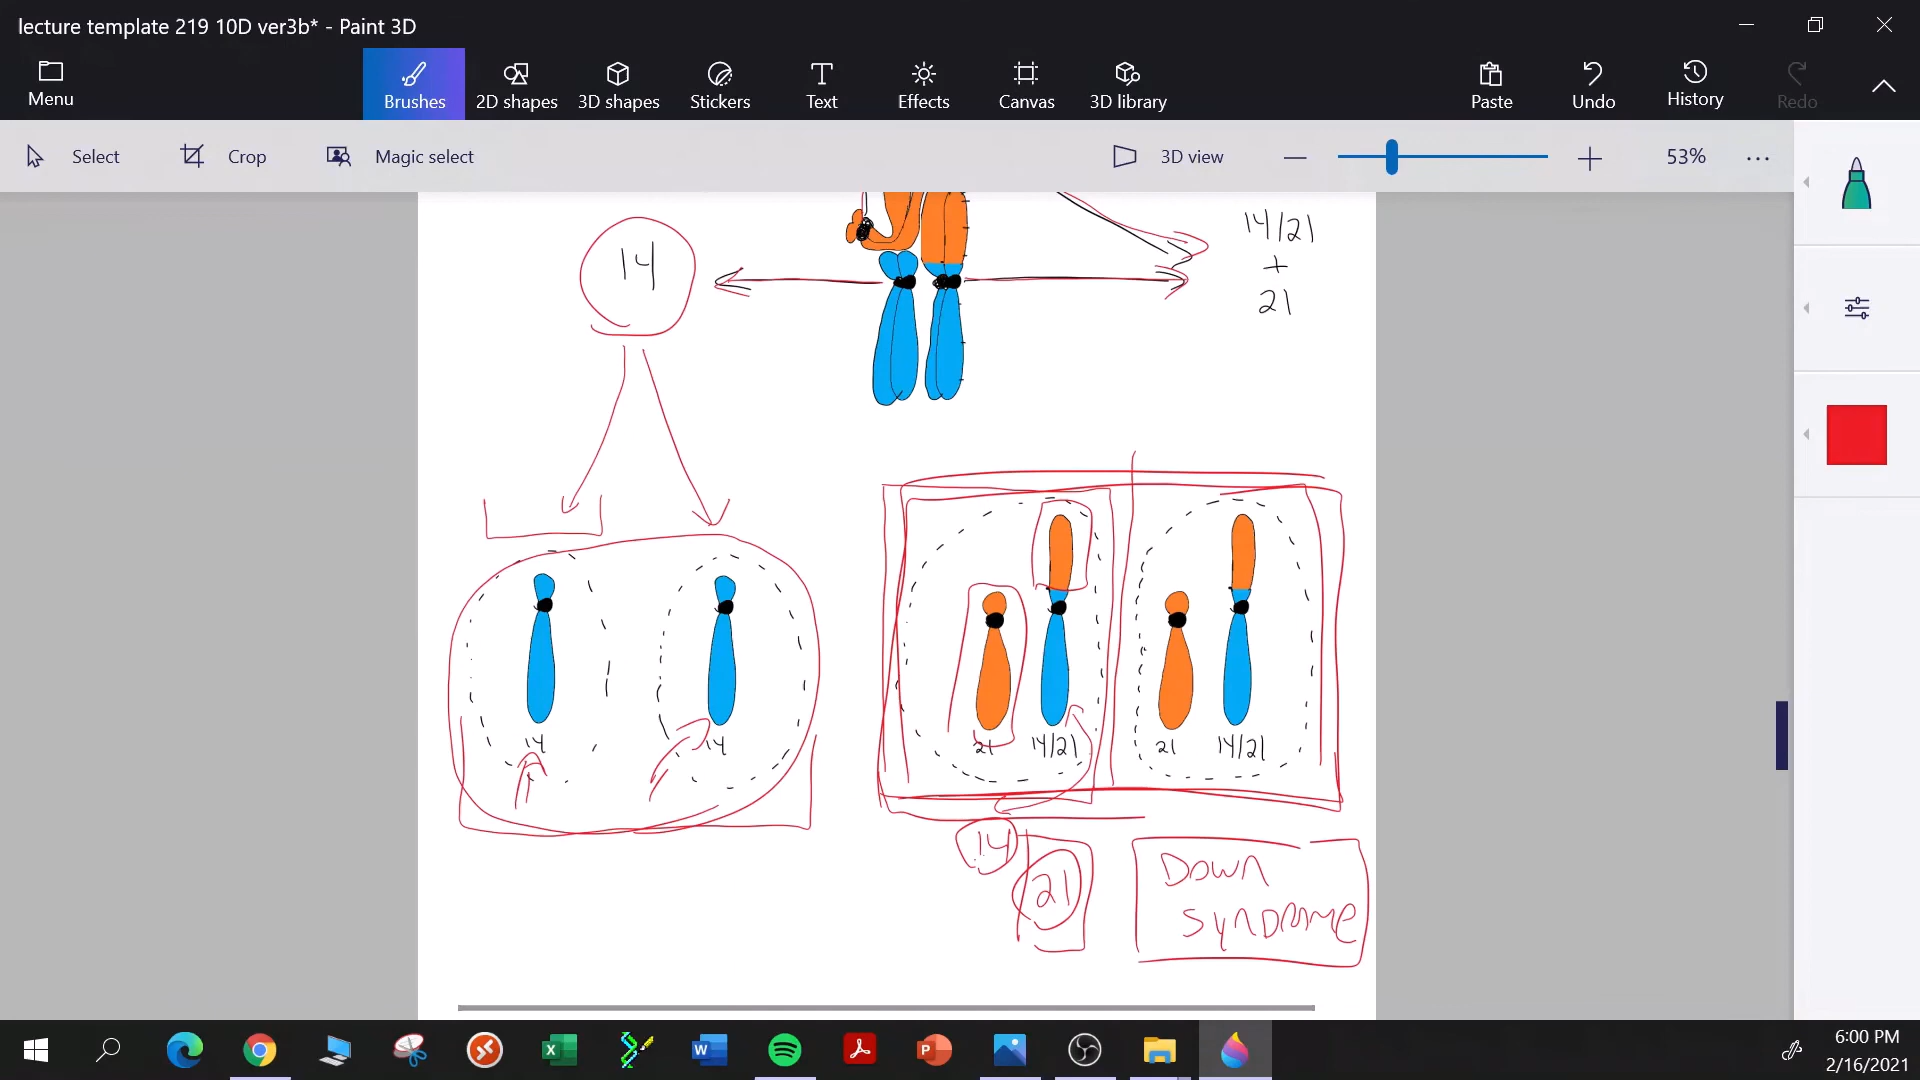 lecture template 219 10D ver3b* - Paint 3D
Menu
Brushes
2D shapes
3D shapes
Stickers
Text
Effects
Canvas
3D library
Paste
Undo
History
Redo
Select
Crop
Magic select
3D view
53%
14/21
+
21
14
14
14
21 14/21
21 14/21
14
21
DOWN
SYNDROME
6:00 PM
2/16/2021